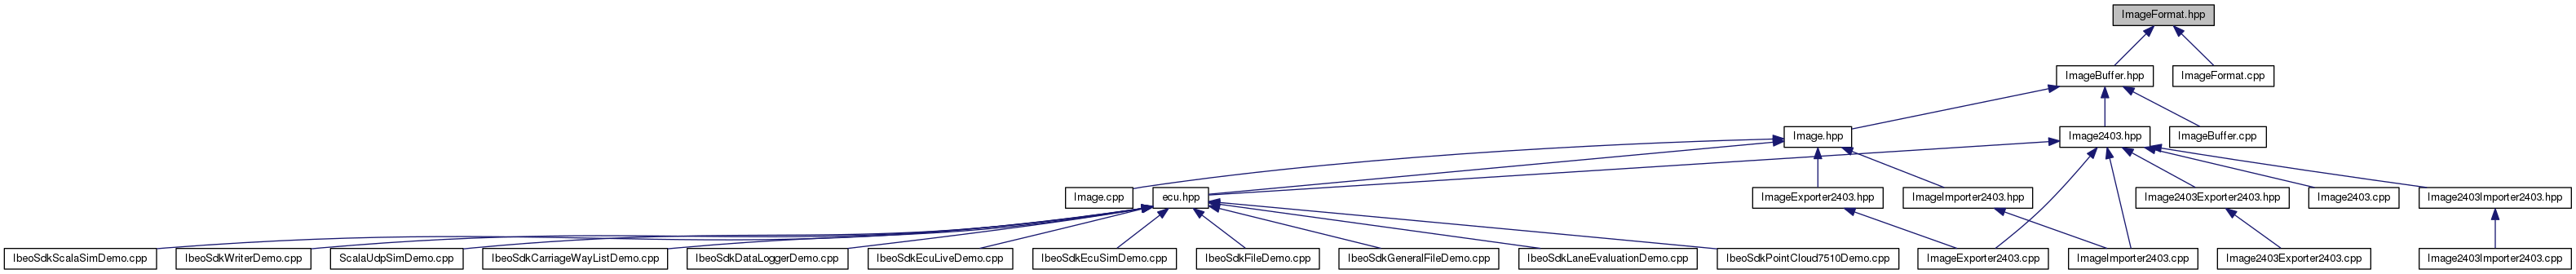 ImageFormat.hpp
ImageBuffer.hpp
ImageFormat.cpp
Image.hpp
Image2403.hpp
ImageBuffer.cpp
Image.cpp
ecu.hpp
ImageExporter2403.hpp
ImageImporter2403.hpp
Image2403Exporter2403.hpp
Image2403.cpp
Image2403Importer2403.hpp
IbeoSdkScalaSimDemo.cpp
IbeoSdkWriterDemo.cpp
ScalaUdpSimDemo.cpp
IbeoSdkCarriageWayListDemo.cpp
IbeoSdkDataLoggerDemo.cpp
IbeoSdkEcuLiveDemo.cpp
IbeoSdkEcuSimDemo.cpp
IbeoSdkFileDemo.cpp
IbeoSdkGeneralFileDemo.cpp
IbeoSdkLaneEvaluationDemo.cpp
IbeoSdkPointCloud7510Demo.cpp
ImageExporter2403.cpp
ImageImporter2403.cpp
Image2403Exporter2403.cpp
Image2403Importer2403.cpp